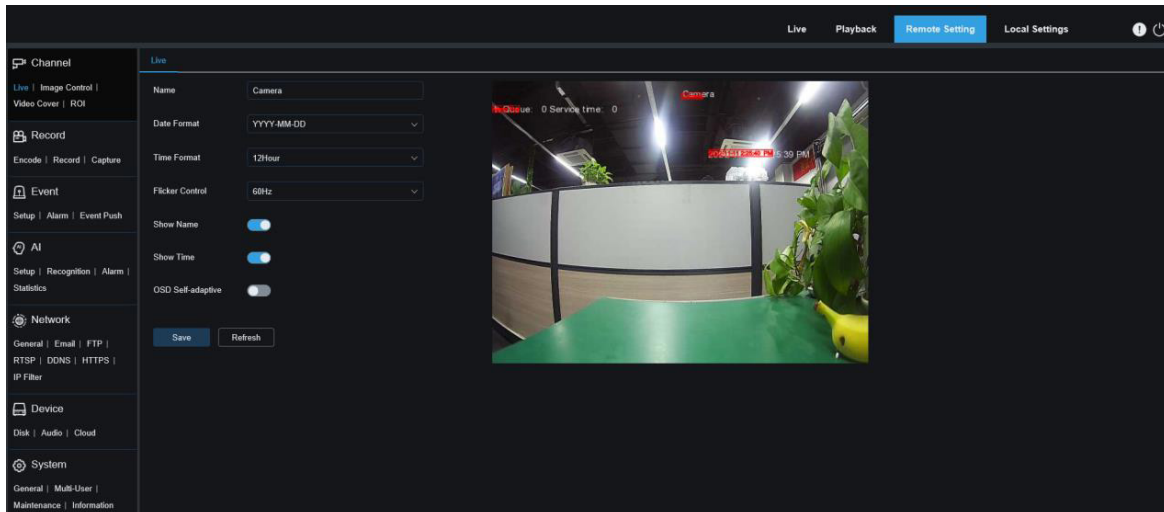 Live Playback Remote Setting Local Settings
Channel
Live | Image Control |
Video Cover | ROI
Record
Encode | Record | Capture
Event
Setup | Alarm | Event Push
AI
Setup | Recognition | Alarm |
Statistics
Network
General | Email | FTP |
RTSP | DDNS | HTTPS |
IP Filter
Device
Disk | Audio | Cloud
System
General | Multi-User |
Maintenance | Information
Live
Name Camera
Date Format YYYY-MM-DD
Time Format 12Hour
Flicker Control 60Hz
Show Name
Show Time
OSD Self-adaptive
Save Refresh
Camera
0 Service time: 0
5:39 PM